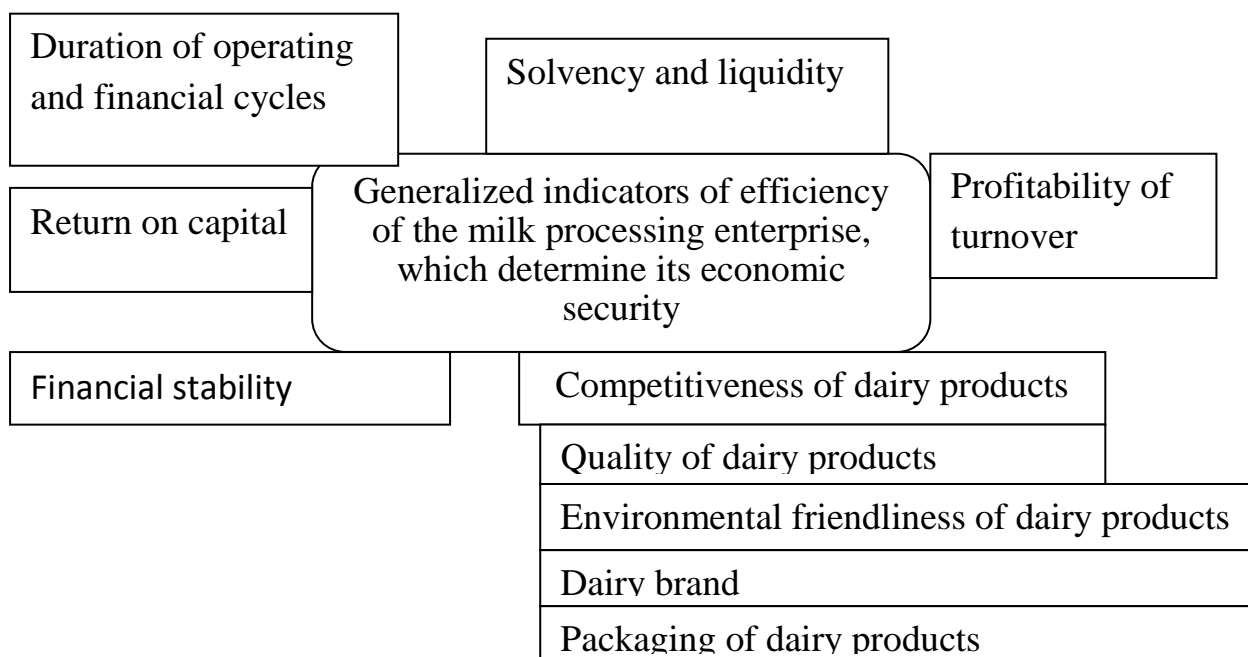 Duration of operating
and financial cycles
Solvency and liquidity
Return on capital
Generalized indicators of efficiency
of the milk processing enterprise,
which determine its economic
security
Profitability of
turnover
Financial stability
Competitiveness of dairy products
Quality of dairy products
Environmental friendliness of dairy products
Dairy brand
Packaging of dairy products